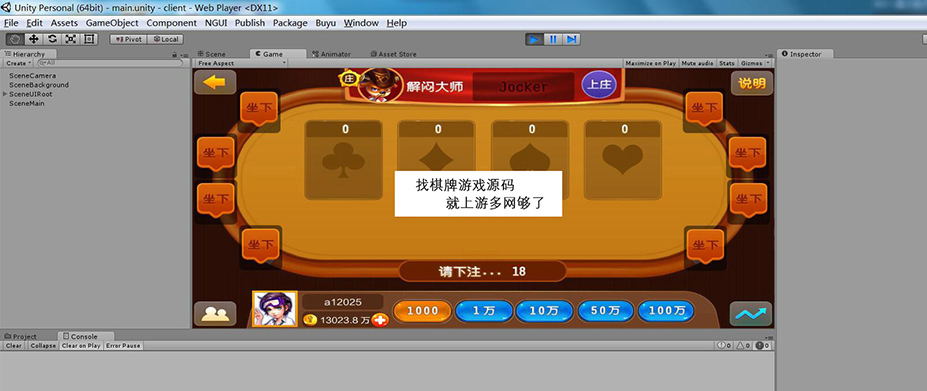 Unity Personal (64bit) - main.unity - client - Web Player <DX11>
File Edit Assets GameObject Component NGUI Publish Package Buyu Window Help
Pivot Local
Hierarchy
Create All
SceneCamera
SceneBackground
SceneUIRoot
SceneMain
Scene Game Animator Asset Store
Free Aspect Maximize on Play Mute audio Stats Gizmos
Inspector
庄 解闷大师 Jocker 上庄 说明
坐下 坐下
0 0 0 0
坐下 坐下
找棋牌游戏源码
就上游多网够了
坐下 坐下
坐下 坐下
请下注... 18
a12025
13023.8 万
1000 1 万 10万 50万 100万
Project Console
Clear Collapse Clear on Play Error Pause 0 0 0